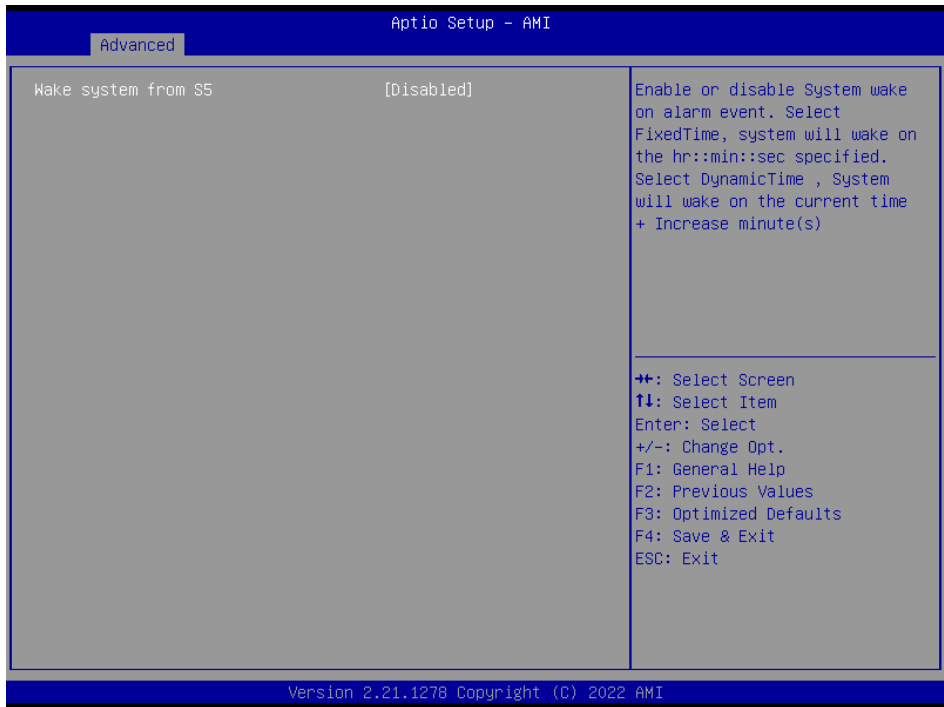 Aptio Setup – AMI
Advanced
Wake system from S5 [Disabled]
Enable or disable System wake
on alarm event. Select
FixedTime, system will wake on
the hr::min::sec specified.
Select DynamicTime , System
will wake on the current time
+ Increase minute(s)
→←: Select Screen
↑↓: Select Item
Enter: Select
+/-: Change Opt.
F1: General Help
F2: Previous Values
F3: Optimized Defaults
F4: Save & Exit
ESC: Exit
Version 2.21.1278 Copyright (C) 2022 AMI